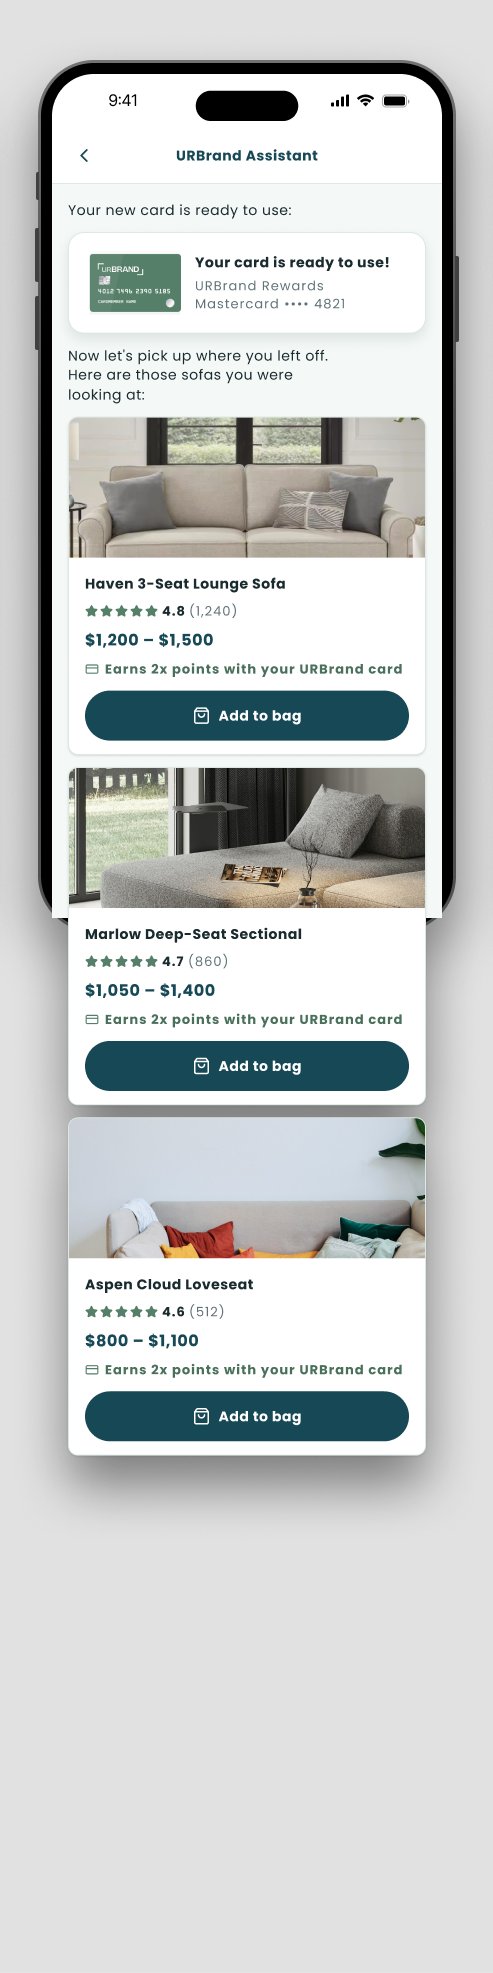 9:41
URBrand Assistant
Your new card is ready to use:
URBRAND
4012 7496 2390 5185
CARDMEMBER NAME
Your card is ready to use!
URBrand Rewards
Mastercard •••• 4821
Now let's pick up where you left off.
Here are those sofas you were
looking at:
Haven 3-Seat Lounge Sofa
4.8 (1,240)
$1,200 – $1,500
Earns 2x points with your URBrand card
Add to bag
Marlow Deep-Seat Sectional
4.7 (860)
$1,050 – $1,400
Earns 2x points with your URBrand card
Add to bag
Aspen Cloud Loveseat
4.6 (512)
$800 – $1,100
Earns 2x points with your URBrand card
Add to bag